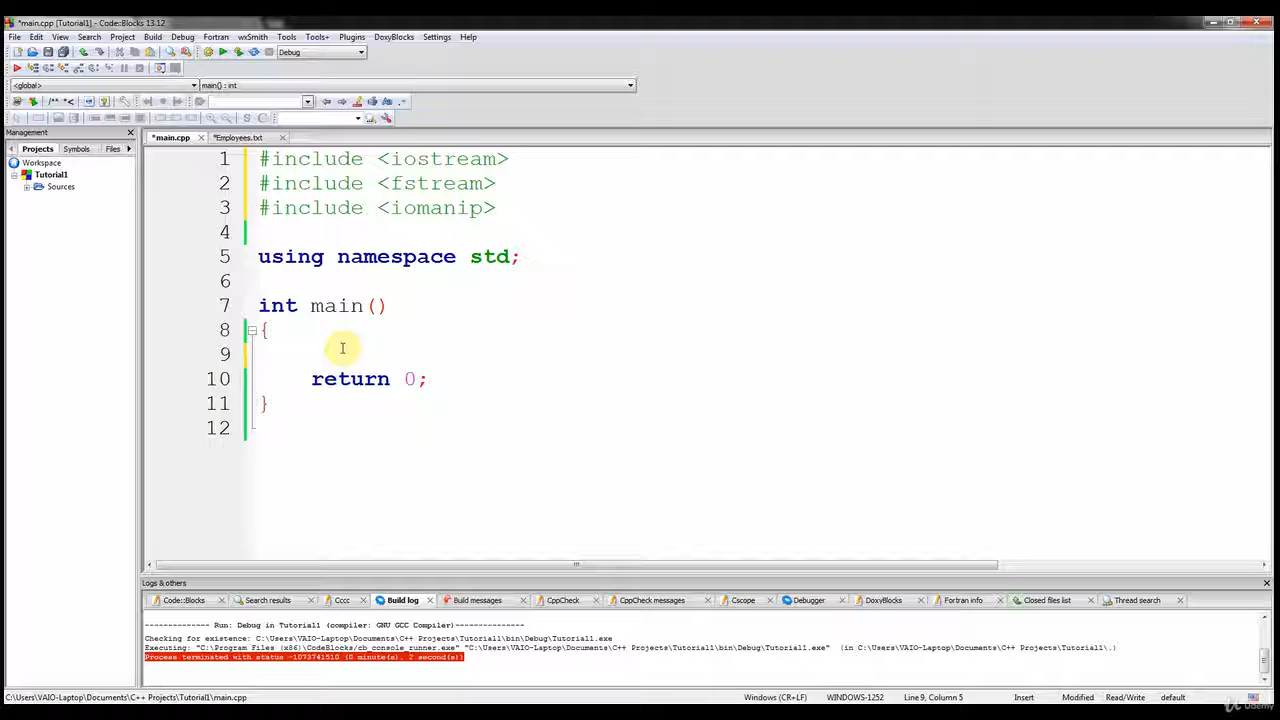 *main.cpp [Tutorial1] - Code::Blocks 13.12
File Edit View Search Project Build Debug Fortran wxSmith Tools Tools+ Plugins DoxyBlocks Settings Help
Debug
<global> main() : int
/** *<
S C
Management
Projects Symbols Files
Workspace
Tutorial1
Sources
*main.cpp *Employees.txt
1 #include <iostream>
2 #include <fstream>
3 #include <iomanip>
4
5 using namespace std;
6
7 int main()
8 {
9
10 return 0;
11 }
12
Logs & others
Code::Blocks Search results Cccc Build log Build messages CppCheck CppCheck messages Cscope Debugger DoxyBlocks Fortran info Closed files list Thread search
-------------- Run: Debug in Tutorial1 (compiler: GNU GCC Compiler)---------------
Checking for existence: C:\Users\VAIO-Laptop\Documents\C++ Projects\Tutorial1\bin\Debug\Tutorial1.exe
Executing: "C:\Program Files (x86)\CodeBlocks/cb_console_runner.exe" "C:\Users\VAIO-Laptop\Documents\C++ Projects\Tutorial1\bin\Debug\Tutorial1.exe" (in C:\Users\VAIO-Laptop\Documents\C++ Projects\Tutorial1\.)
Process terminated with status -1073741510 (0 minute(s), 2 second(s))
C:\Users\VAIO-Laptop\Documents\C++ Projects\Tutorial1\main.cpp Windows (CR+LF) WINDOWS-1252 Line 9, Column 5 Insert Modified Read/Write default
Udemy